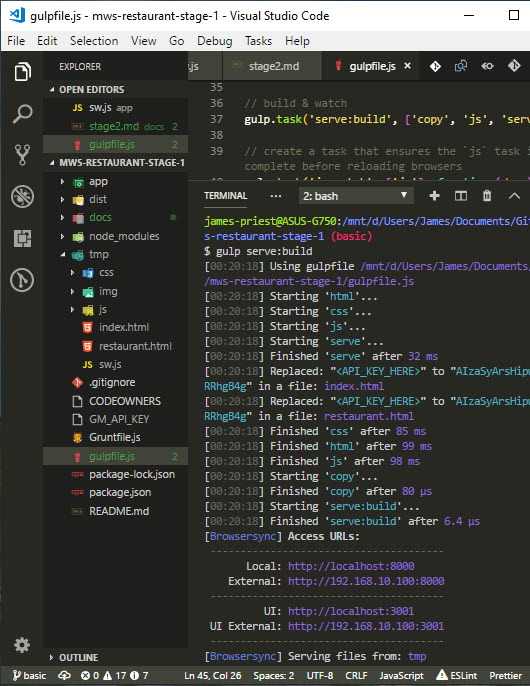 gulpfile.js - mws-restaurant-stage-1 - Visual Studio Code
File Edit Selection View Go Debug Tasks Help
EXPLORER
OPEN EDITORS
JS sw.js app
stage2.md docs 2
gulpfile.js 2
MWS-RESTAURANT-STAGE-1
app
dist
docs
node_modules
tmp
css
img
js
index.html
restaurant.html
sw.js
.gitignore
CODEOWNERS
GM_API_KEY
Gruntfile.js
gulpfile.js 2
package-lock.json
package.json
README.md
OUTLINE
.js stage2.md gulpfile.js
35
36 // build & watch
37 gulp.task('serve:build', ['copy', 'js', 'serv
38
39 // create a task that ensures the `js` task i
complete before reloading browsers
TERMINAL ... 2: bash
james-priest@ASUS-G750:/mnt/d/Users/James/Documents/Git
s-restaurant-stage-1 (basic)
$ gulp serve:build
[00:20:18] Using gulpfile /mnt/d/Users/James/Documents/
/mws-restaurant-stage-1/gulpfile.js
[00:20:18] Starting 'html'...
[00:20:18] Starting 'css'...
[00:20:18] Starting 'js'...
[00:20:18] Starting 'serve'...
[00:20:18] Finished 'serve' after 32 ms
[00:20:18] Replaced: "<API_KEY_HERE>" to "AIzaSyArsHipw
RRhgB4g" in a file: index.html
[00:20:18] Replaced: "<API_KEY_HERE>" to "AIzaSyArsHipw
RRhgB4g" in a file: restaurant.html
[00:20:18] Finished 'css' after 85 ms
[00:20:18] Finished 'html' after 99 ms
[00:20:18] Finished 'js' after 98 ms
[00:20:18] Starting 'copy'...
[00:20:18] Finished 'copy' after 80 μs
[00:20:18] Starting 'serve:build'...
[00:20:18] Finished 'serve:build' after 6.4 μs
[Browsersync] Access URLs:
--------------------------------------
Local: http://localhost:8000
External: http://192.168.10.100:8000
--------------------------------------
UI: http://localhost:3001
UI External: http://192.168.10.100:3001
--------------------------------------
[Browsersync] Serving files from: tmp
basic 0 17 7 Ln 45, Col 26 Spaces: 2 UTF-8 CRLF JavaScript ESLint Prettier